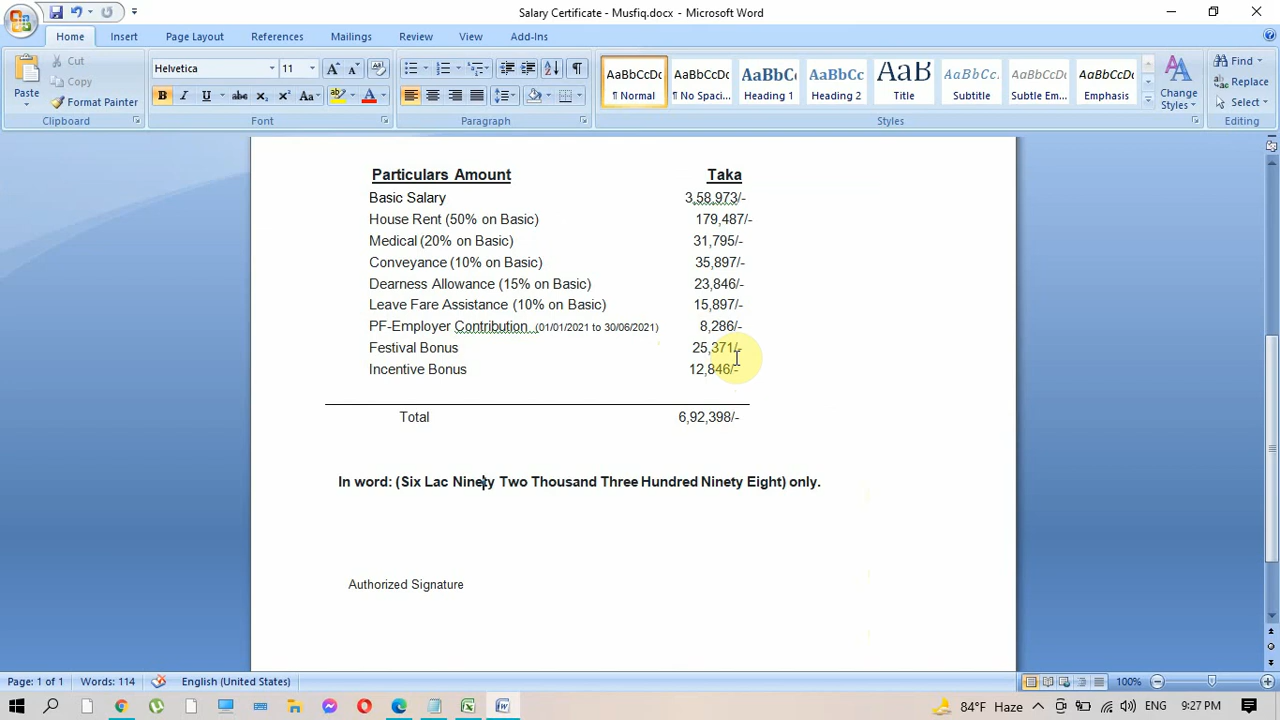 Salary Certificate - Musfiq.docx - Microsoft Word
Home Insert Page Layout References Mailings Review View Add-Ins
Paste
Cut
Copy
Format Painter
Clipboard
Helvetica 11
B I U abc x₂ x² Aa
Font
Paragraph
AaBbCcDc AaBbCcDc AaBbCc AaBbCc AaB AaBbCc. AaBbCcDc AaBbCcDc
¶ Normal ¶ No Spaci... Heading 1 Heading 2 Title Subtitle Subtle Em... Emphasis
Change Styles
Styles
Find
Replace
Select
Editing
Particulars Amount Taka
Basic Salary 3,58,973/-
House Rent (50% on Basic) 179,487/-
Medical (20% on Basic) 31,795/-
Conveyance (10% on Basic) 35,897/-
Dearness Allowance (15% on Basic) 23,846/-
Leave Fare Assistance (10% on Basic) 15,897/-
PF-Employer Contribution (01/01/2021 to 30/06/2021) 8,286/-
Festival Bonus 25,371/-
Incentive Bonus 12,846/-
Total 6,92,398/-
In word: (Six Lac Ninety Two Thousand Three Hundred Ninety Eight) only.
Authorized Signature
Page: 1 of 1 Words: 114 English (United States) 100%
84°F Haze ENG 9:27 PM